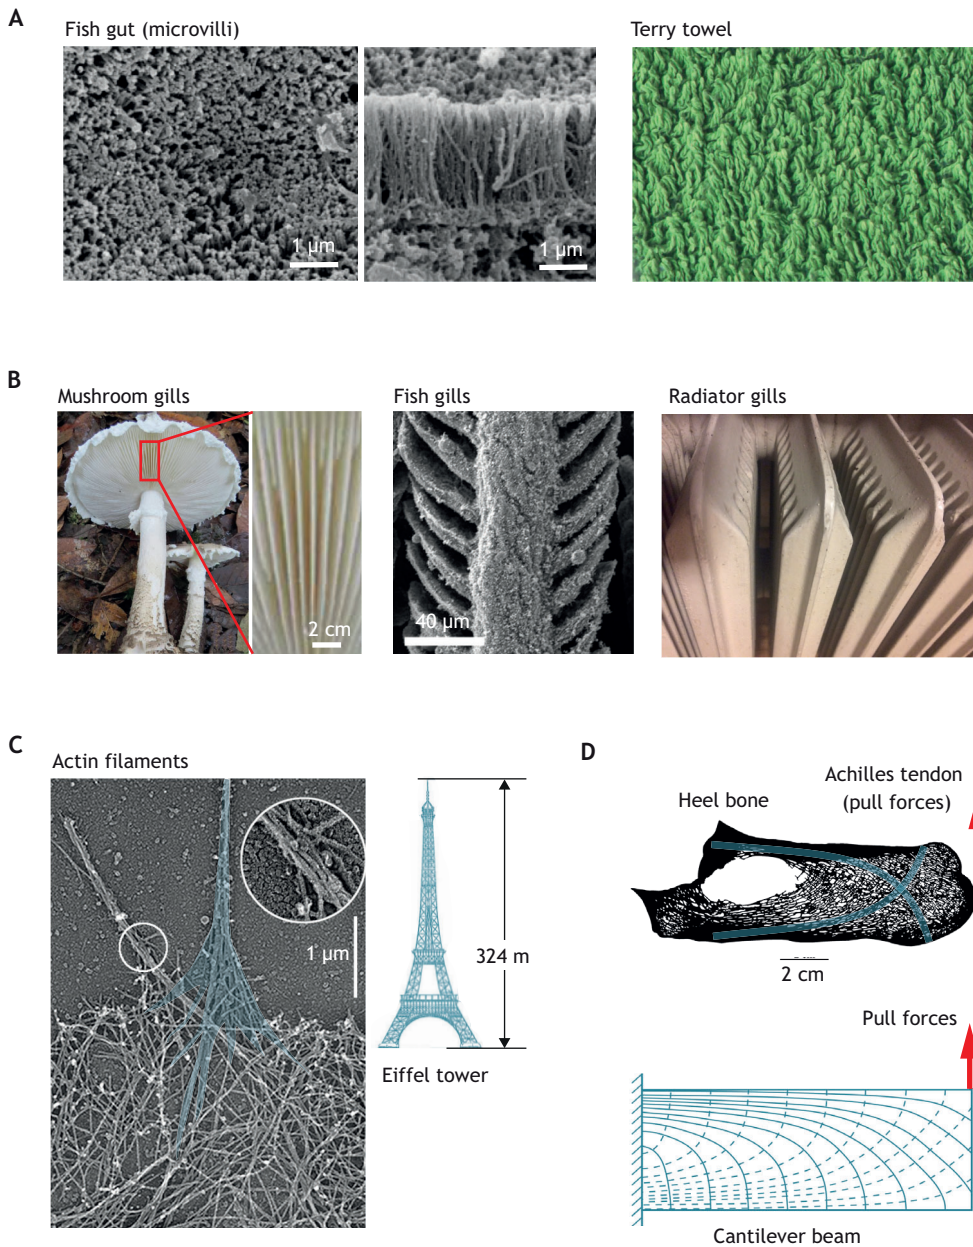 A
Fish gut (microvilli)
Terry towel
1 µm
1 µm
B
Mushroom gills
Fish gills
Radiator gills
2 cm
40 µm
C
Actin filaments
1 µm
324 m
Eiffel tower
D
Achilles tendon
(pull forces)
Heel bone
2 cm
Pull forces
Cantilever beam